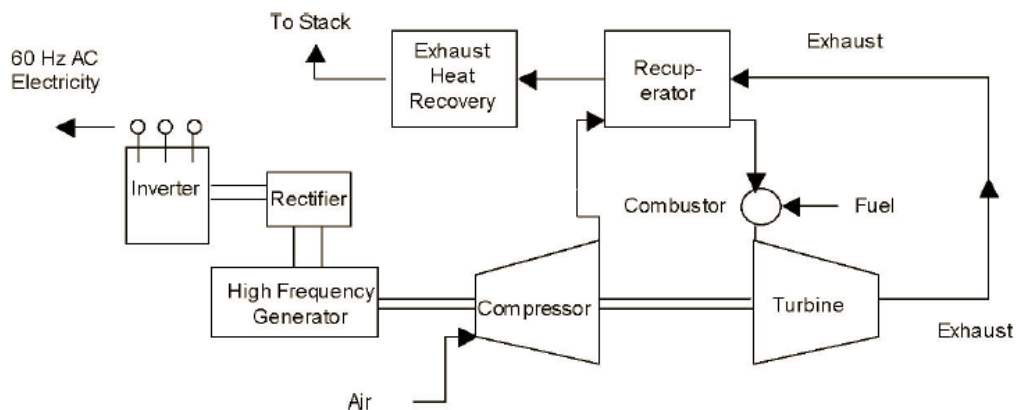 To Stack
60 Hz AC
Electricity
Exhaust
Heat
Recovery
Recup-
erator
Exhaust
Inverter
Rectifier
Combustor
Fuel
High Frequency
Generator
Compressor
Turbine
Exhaust
Air